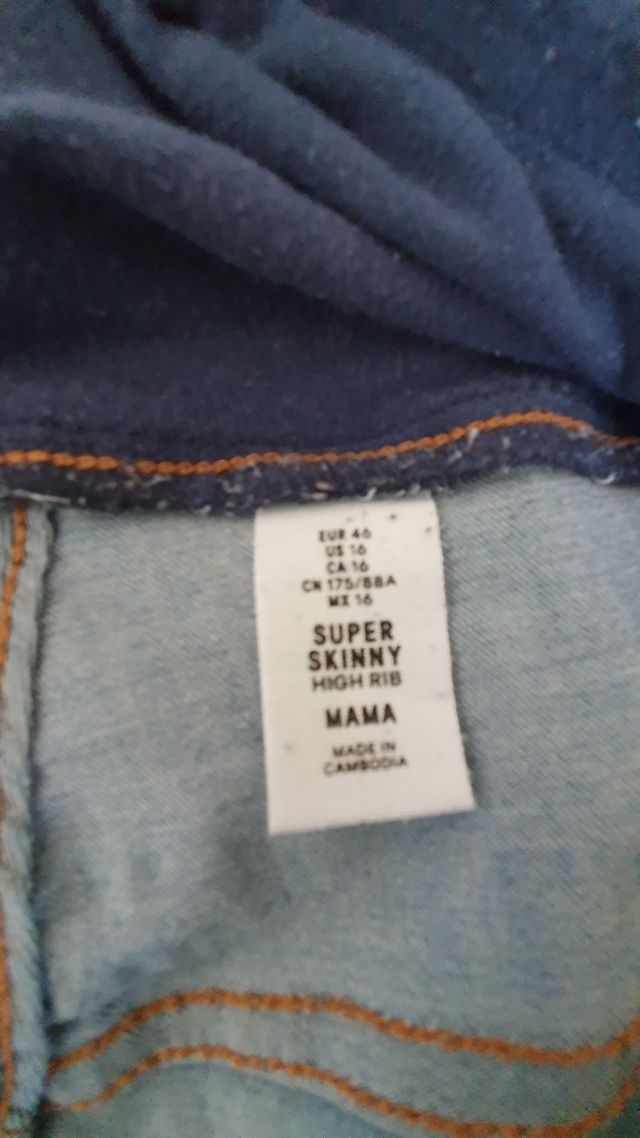 EUR 46
US 16
CA 16
CN 175/88A
MX 16
SUPER
SKINNY
HIGH RIB
MAMA
MADE IN
CAMBODIA